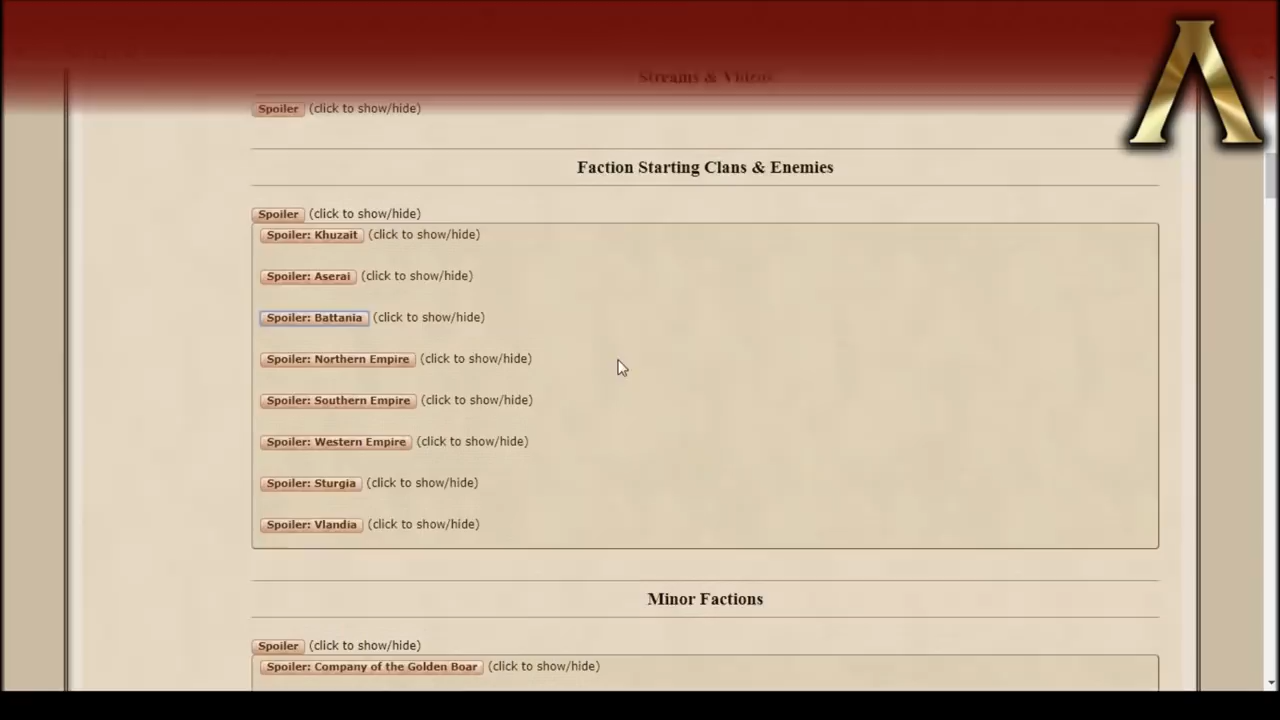 Streams & Videos
Spoiler (click to show/hide)
Faction Starting Clans & Enemies
Spoiler (click to show/hide)
Spoiler: Khuzait (click to show/hide)
Spoiler: Aserai (click to show/hide)
Spoiler: Battania (click to show/hide)
Spoiler: Northern Empire (click to show/hide)
Spoiler: Southern Empire (click to show/hide)
Spoiler: Western Empire (click to show/hide)
Spoiler: Sturgia (click to show/hide)
Spoiler: Vlandia (click to show/hide)
Minor Factions
Spoiler (click to show/hide)
Spoiler: Company of the Golden Boar (click to show/hide)